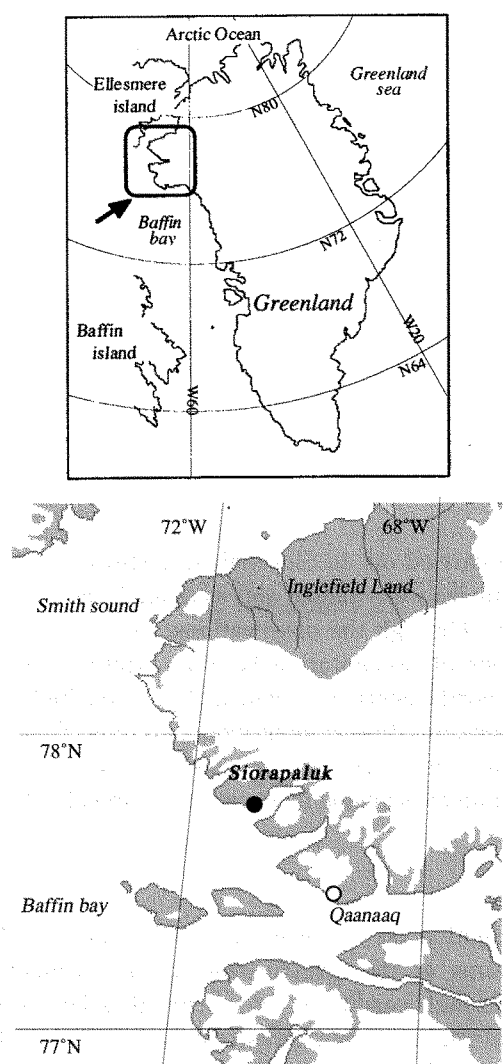 Arctic Ocean
Ellesmere
island
Greenland
sea
N80
Baffin
bay
N72
Greenland
Baffin
island
W60
W20
N64
72°W
68°W
Inglefield Land
Smith sound
78°N
Siorapaluk
Baffin bay
Qaanaaq
77°N